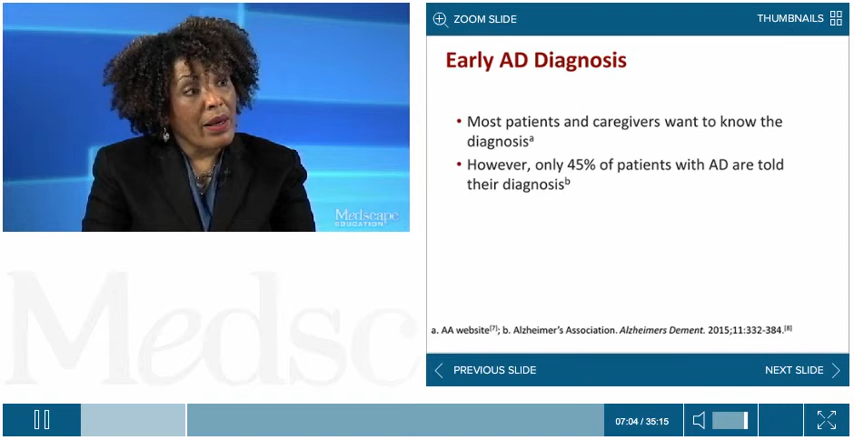 Medscape
EDUCATION
ZOOM SLIDE
THUMBNAILS
Early AD Diagnosis
• Most patients and caregivers want to know the
diagnosisᵃ
• However, only 45% of patients with AD are told
their diagnosisᵇ
a. AA website[7]; b. Alzheimer's Association. Alzheimers Dement. 2015;11:332-384.[8]
PREVIOUS SLIDE
NEXT SLIDE
Medsc
07:04 / 35:15